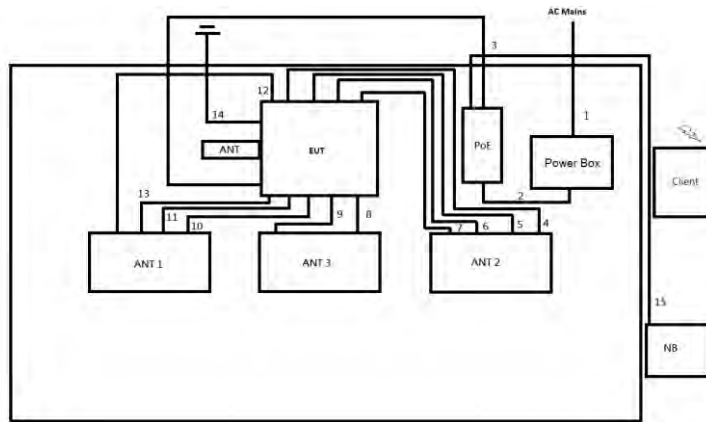 AC Mains
3
12
1
14
PoE
ANT
EUT
Power Box
Client
2
13
11
10
9
8
7
6
5
4
ANT 1
ANT 3
ANT 2
15
NB